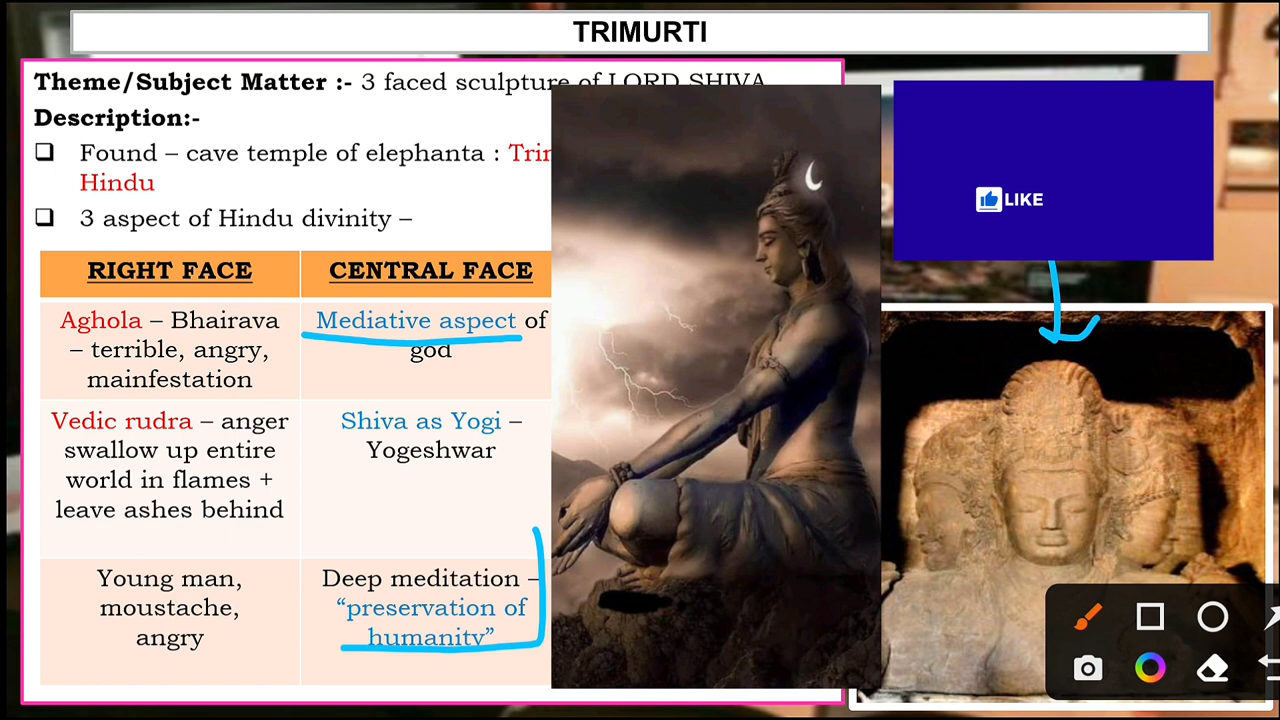 TRIMURTI
Theme/Subject Matter :- 3 faced sculpture of LORD SHIVA
Description:-
Found – cave temple of elephanta :
Hindu
3 aspect of Hindu divinity –
RIGHT FACE CENTRAL FACE
Aghola – Bhairava
– terrible, angry,
mainfestation
Mediative aspect of
god
Vedic rudra – anger
swallow up entire
world in flames +
leave ashes behind
Shiva as Yogi –
Yogeshwar
Young man,
moustache,
angry
Deep meditation –
“preservation of
humanity”
LIKE